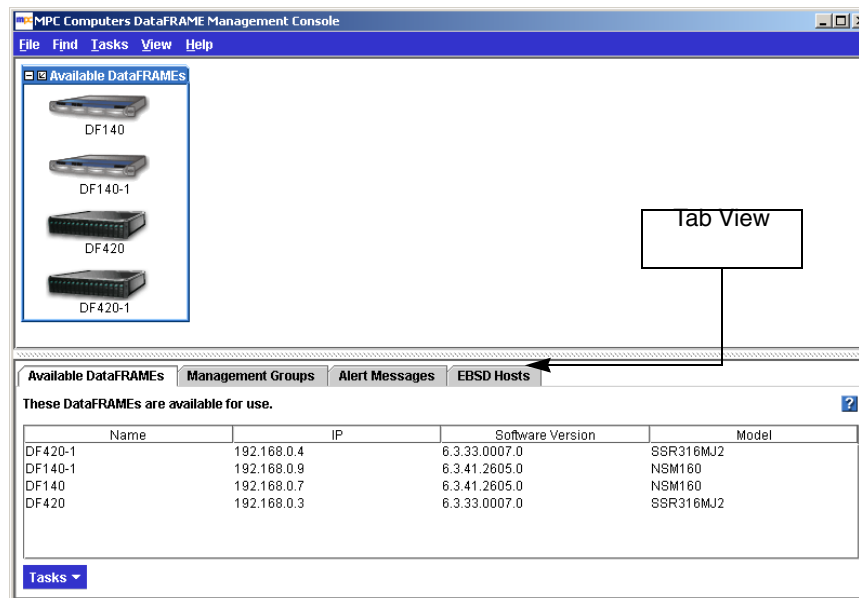 mpc MPC Computers DataFRAME Management Console
File Find Tasks View Help
Available DataFRAMEs
DF140
DF140-1
DF420
DF420-1
Tab View
Available DataFRAMEs Management Groups Alert Messages EBSD Hosts
These DataFRAMEs are available for use. ?
Name IP Software Version Model
DF420-1 192.168.0.4 6.3.33.0007.0 SSR316MJ2
DF140-1 192.168.0.9 6.3.41.2605.0 NSM160
DF140 192.168.0.7 6.3.41.2605.0 NSM160
DF420 192.168.0.3 6.3.33.0007.0 SSR316MJ2
Tasks